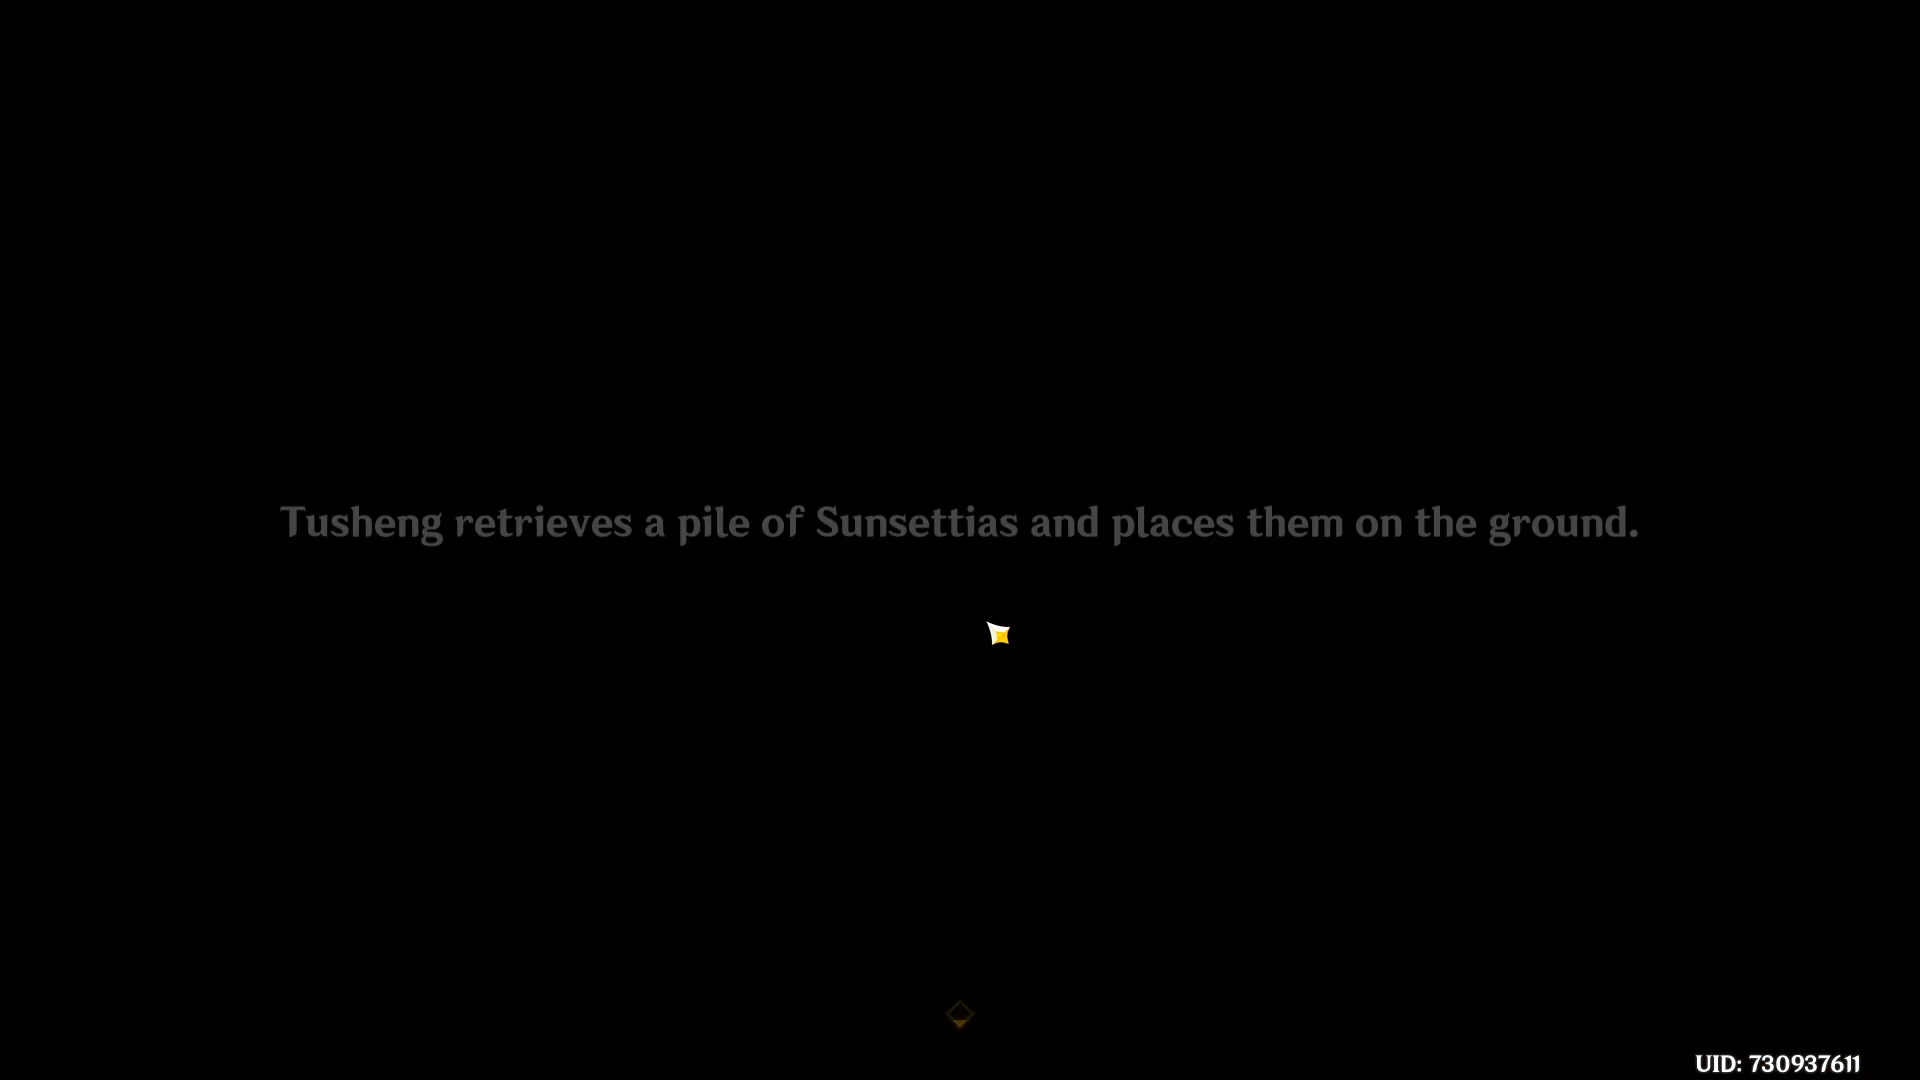 Tusheng retrieves a pile of Sunsettias and places them on the ground.
UID: 730937611